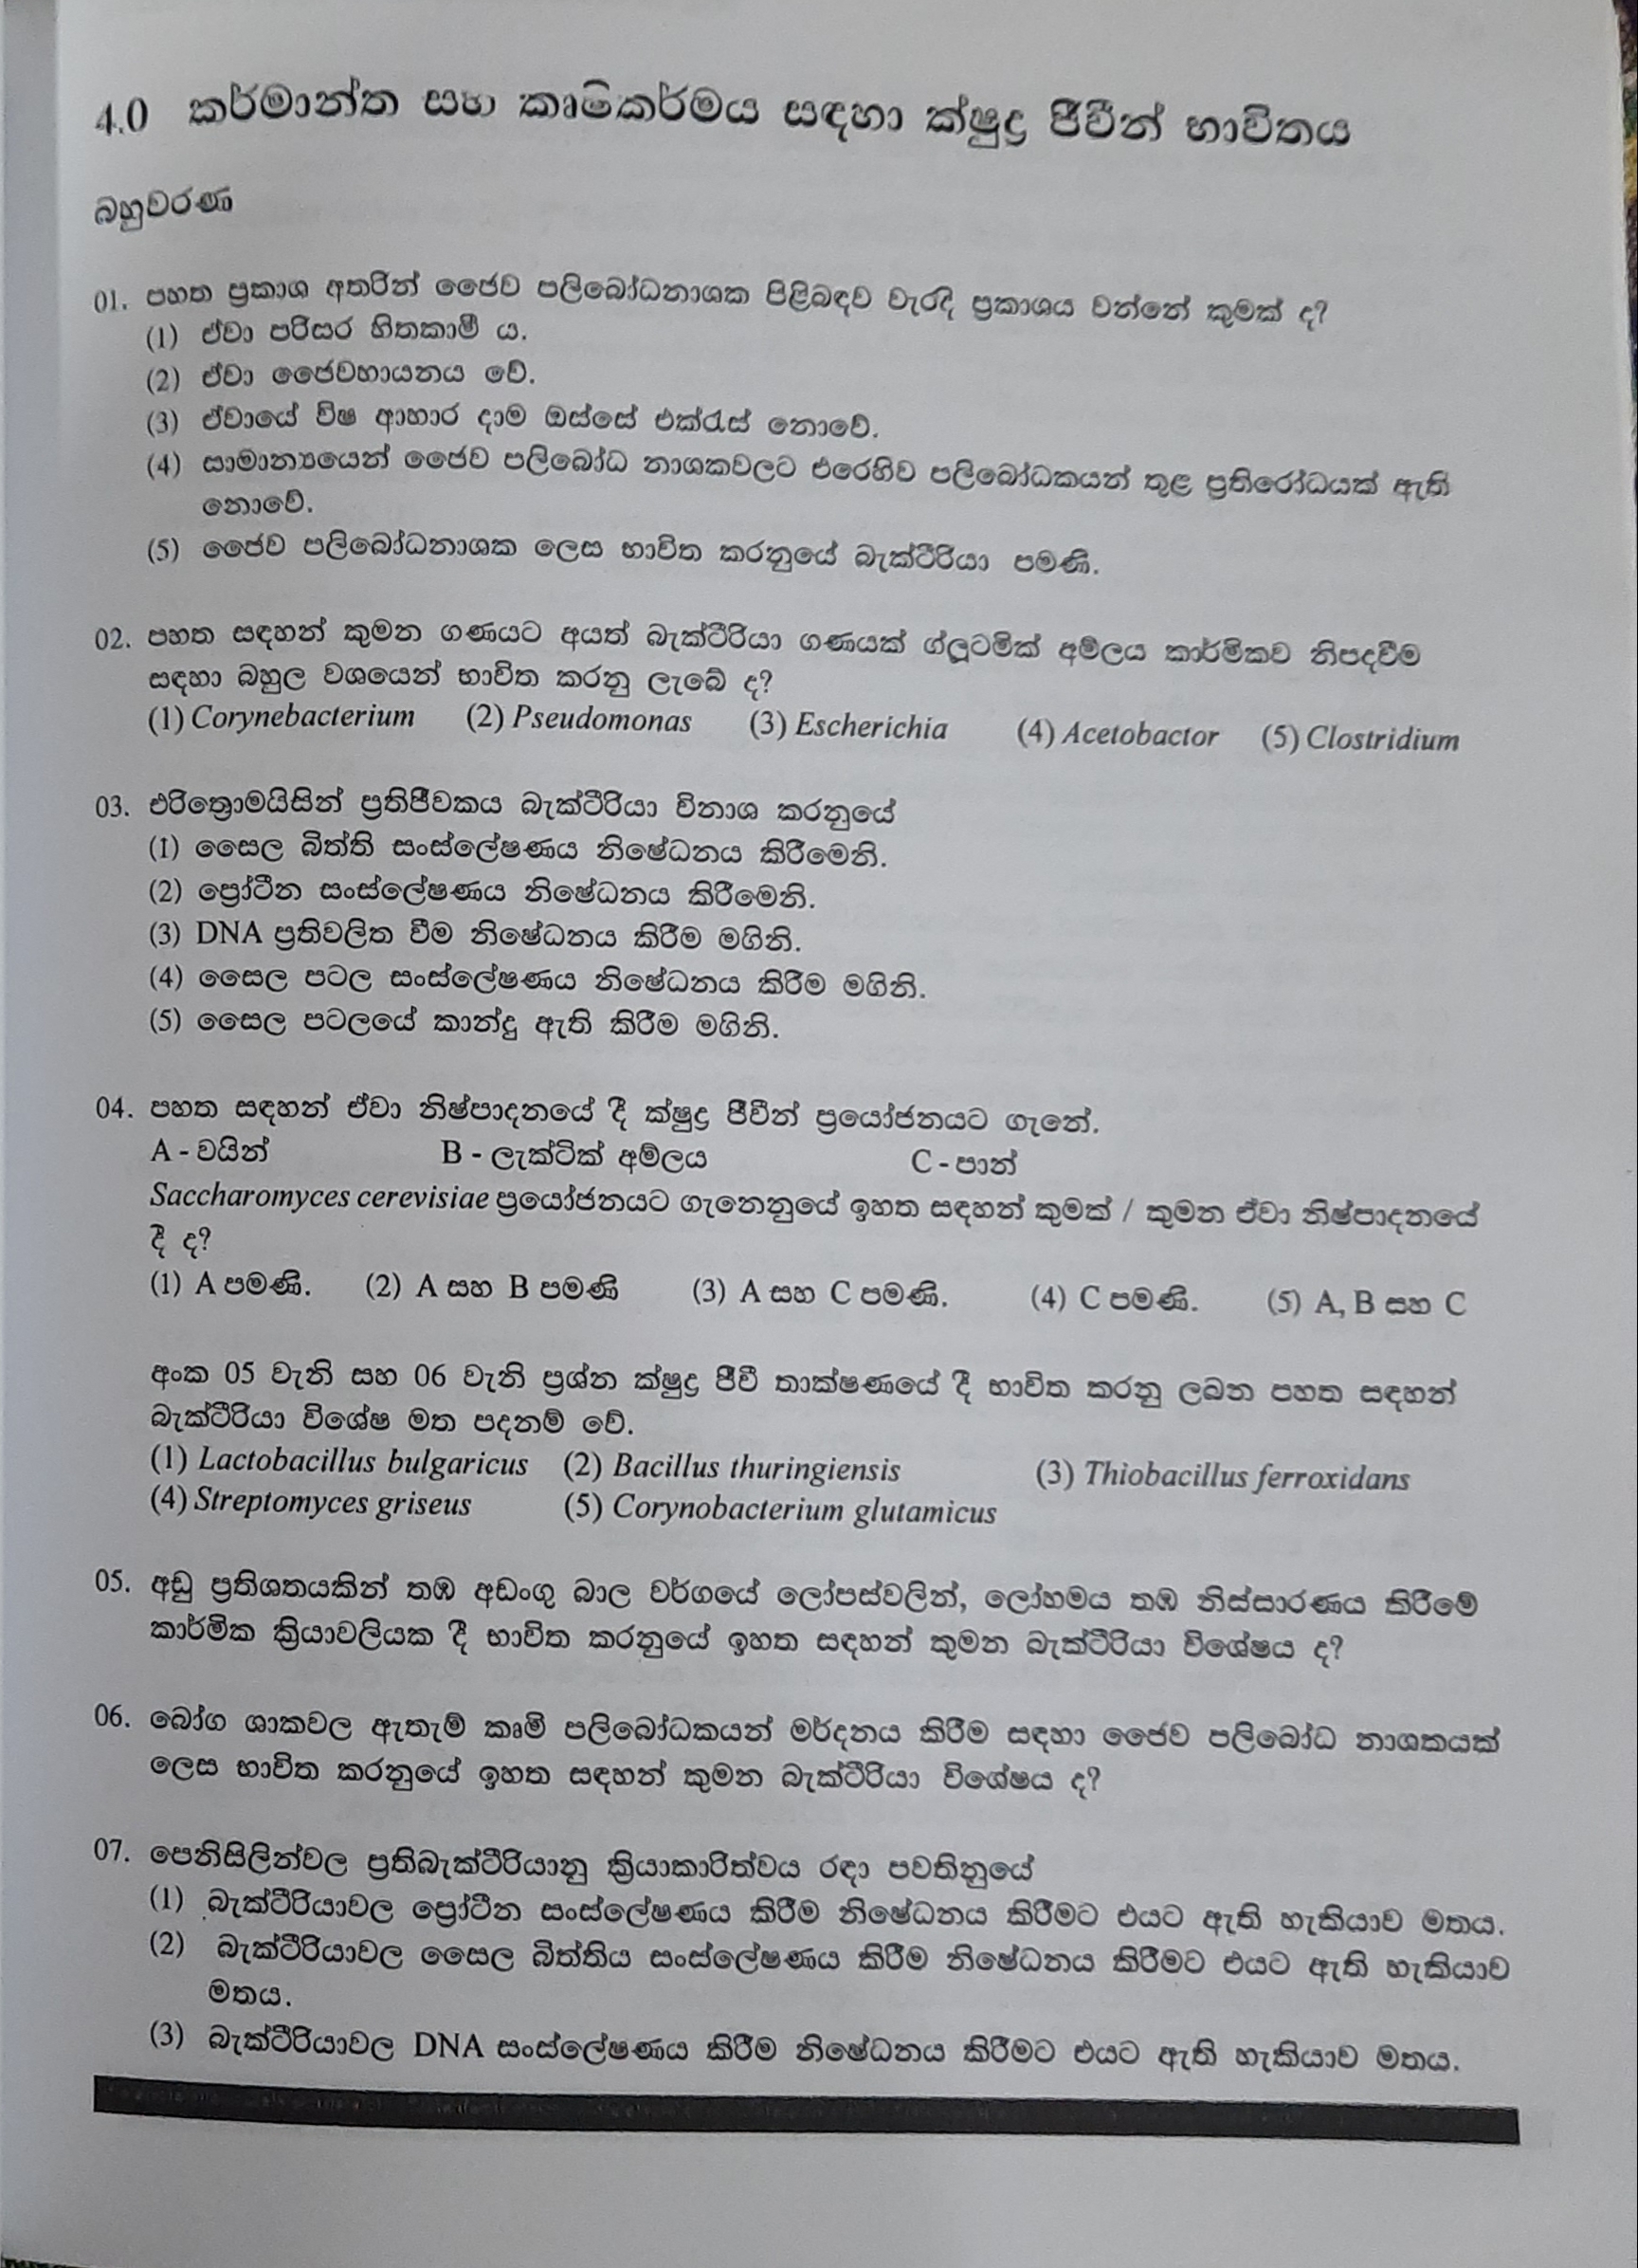 4.0 කර්මාන්ත සහ කෘෂිකර්මය සඳහා ක්ෂුද්‍ර ජීවීන් භාවිතය
බහුවරණ
01. පහත ප්‍රකාශ අතරින් ජෛව පලිබෝධනාශක පිළිබඳව වැරදි ප්‍රකාශය වන්නේ කුමක් ද?
(1) ඒවා පරිසර හිතකාමී ය.
(2) ඒවා ජෛවහායනය වේ.
(3) ඒවායේ විෂ ආහාර දාම ඔස්සේ එක්රැස් නොවේ.
(4) සාමාන්‍යයෙන් ජෛව පලිබෝධ නාශකවලට එරෙහිව පලිබෝධකයන් තුළ ප්‍රතිරෝධයක් ඇති
නොවේ.
(5) ජෛව පලිබෝධනාශක ලෙස භාවිත කරනුයේ බැක්ටීරියා පමණි.
02. පහත සඳහන් කුමන ගණයට අයත් බැක්ටීරියා ගණයක් ග්ලූටමික් අම්ලය කාර්මිකව නිපදවීම
සඳහා බහුල වශයෙන් භාවිත කරනු ලැබේ ද?
(1) Corynebacterium (2) Pseudomonas (3) Escherichia (4) Acetobactor (5) Clostridium
03. එරිත්‍රොමයිසින් ප්‍රතිජීවකය බැක්ටීරියා විනාශ කරනුයේ
(1) සෛල බිත්ති සංස්ලේෂණය නිෂේධනය කිරීමෙනි.
(2) ප්‍රෝටීන සංස්ලේෂණය නිෂේධනය කිරීමෙනි.
(3) DNA ප්‍රතිවලිත වීම නිෂේධනය කිරීම මගිනි.
(4) සෛල පටල සංස්ලේෂණය නිෂේධනය කිරීම මගිනි.
(5) සෛල පටලයේ කාන්දු ඇති කිරීම මගිනි.
04. පහත සඳහන් ඒවා නිෂ්පාදනයේ දී ක්ෂුද්‍ර ජීවීන් ප්‍රයෝජනයට ගැනේ.
A - වයින් B - ලැක්ටික් අම්ලය C - පාන්
Saccharomyces cerevisiae ප්‍රයෝජනයට ගැනෙනුයේ ඉහත සඳහන් කුමක් / කුමන ඒවා නිෂ්පාදනයේ
දී ද?
(1) A පමණි. (2) A සහ B පමණි (3) A සහ C පමණි. (4) C පමණි. (5) A, B සහ C
අංක 05 වැනි සහ 06 වැනි ප්‍රශ්න ක්ෂුද්‍ර ජීවී තාක්ෂණයේ දී භාවිත කරනු ලබන පහත සඳහන්
බැක්ටීරියා විශේෂ මත පදනම් වේ.
(1) Lactobacillus bulgaricus (2) Bacillus thuringiensis (3) Thiobacillus ferroxidans
(4) Streptomyces griseus (5) Corynobacterium glutamicus
05. අඩු ප්‍රතිශතයකින් තඹ අඩංගු බාල වර්ගයේ ලෝපස්වලින්, ලෝහමය තඹ නිස්සාරණය කිරීමේ
කාර්මික ක්‍රියාවලියක දී භාවිත කරනුයේ ඉහත සඳහන් කුමන බැක්ටීරියා විශේෂය ද?
06. බෝග ශාකවල ඇතැම් කෘමි පලිබෝධකයන් මර්දනය කිරීම සඳහා ජෛව පලිබෝධ නාශකයක්
ලෙස භාවිත කරනුයේ ඉහත සඳහන් කුමන බැක්ටීරියා විශේෂය ද?
07. පෙනිසිලින්වල ප්‍රතිබැක්ටීරියානු ක්‍රියාකාරිත්වය රඳා පවතිනුයේ
(1) බැක්ටීරියාවල ප්‍රෝටීන සංස්ලේෂණය කිරීම නිෂේධනය කිරීමට එයට ඇති හැකියාව මතය.
(2) බැක්ටීරියාවල සෛල බිත්තිය සංස්ලේෂණය කිරීම නිෂේධනය කිරීමට එයට ඇති හැකියාව
මතය.
(3) බැක්ටීරියාවල DNA සංස්ලේෂණය කිරීම නිෂේධනය කිරීමට එයට ඇති හැකියාව මතය.